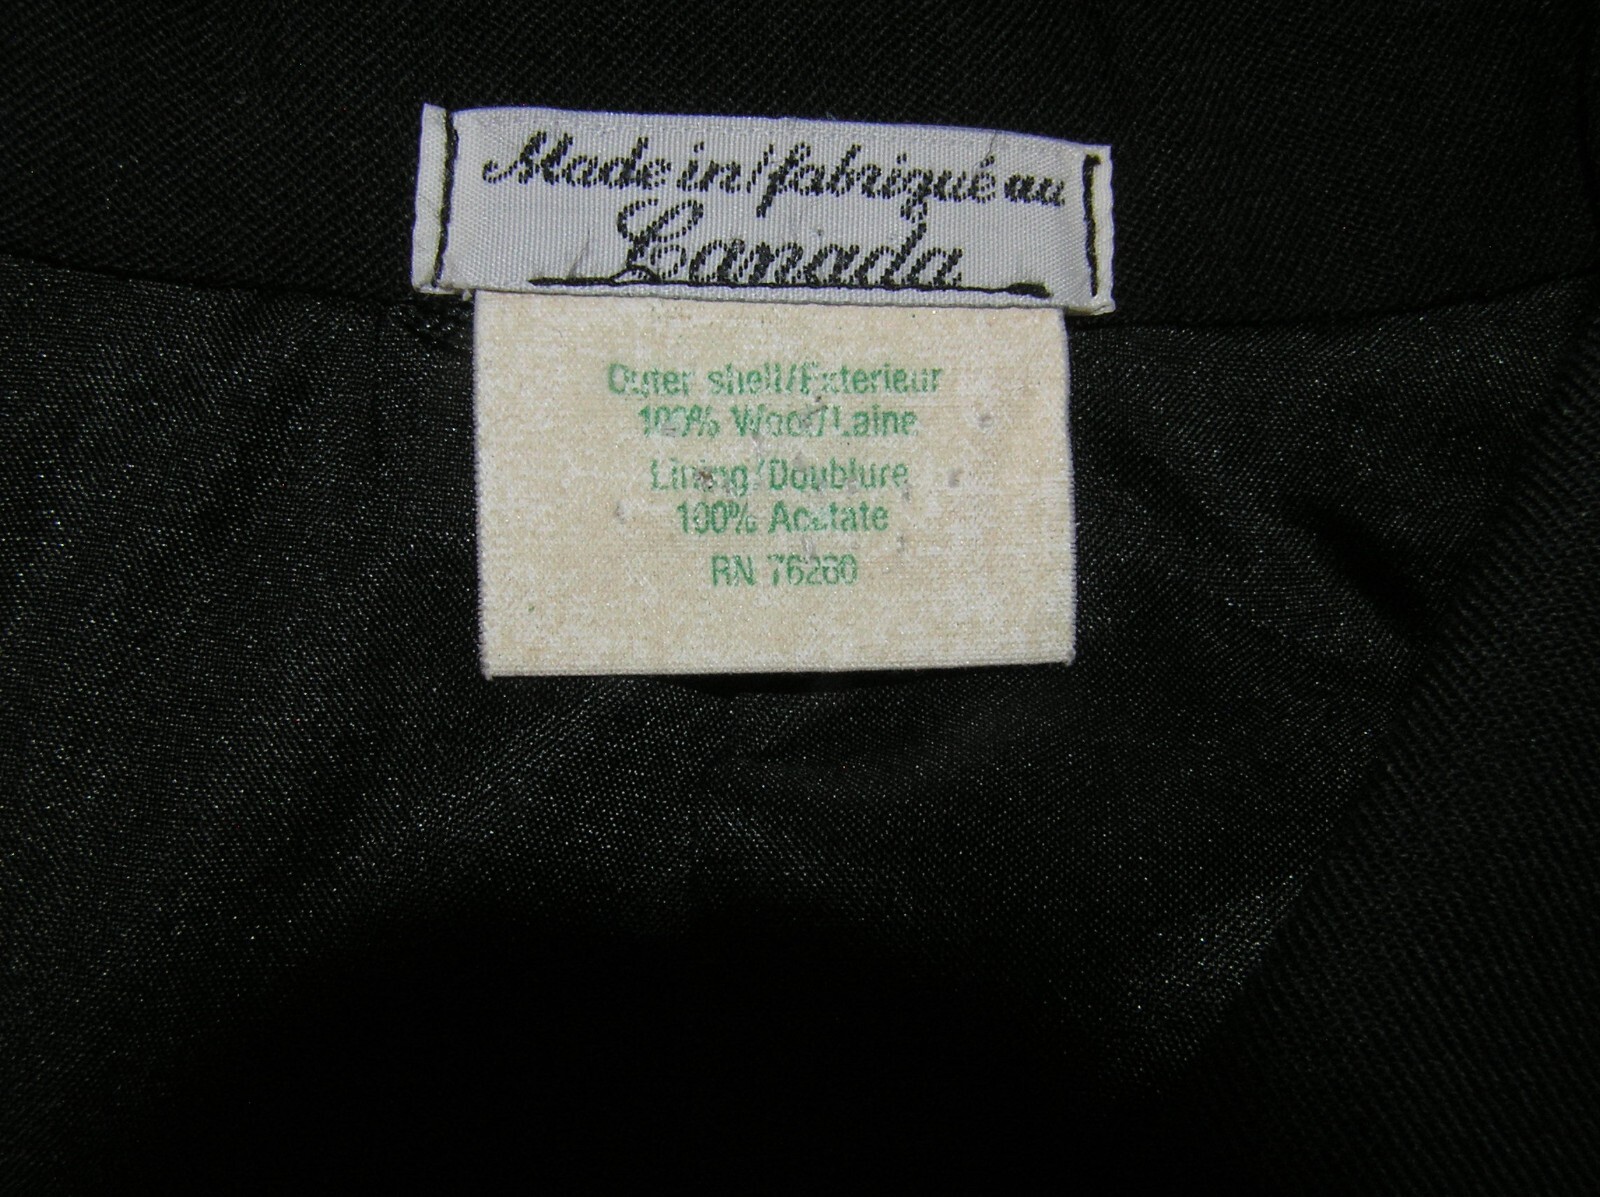 Made in/fabriqué au
Canada
Outer shell/Exterieur
100% Wool/Laine
Lining/Doublure
100% Acetate
RN 76260